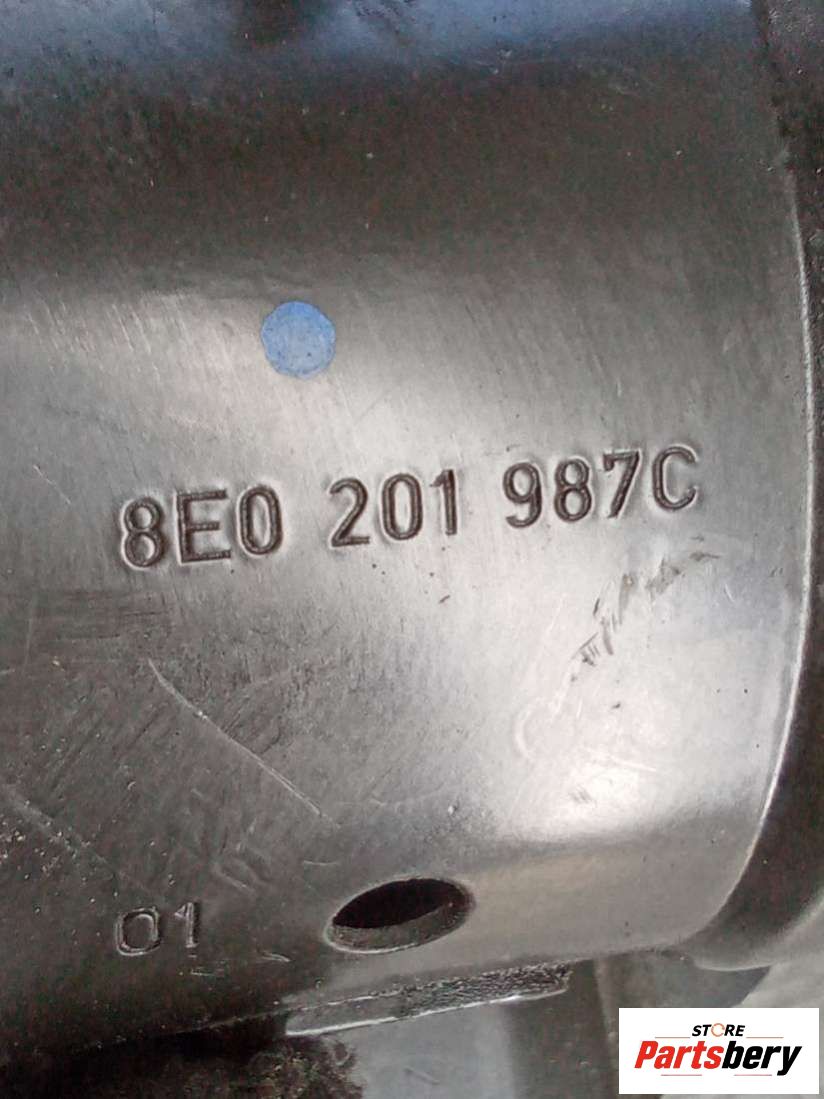 8E0 201 987C
01
STORE
Partsbery